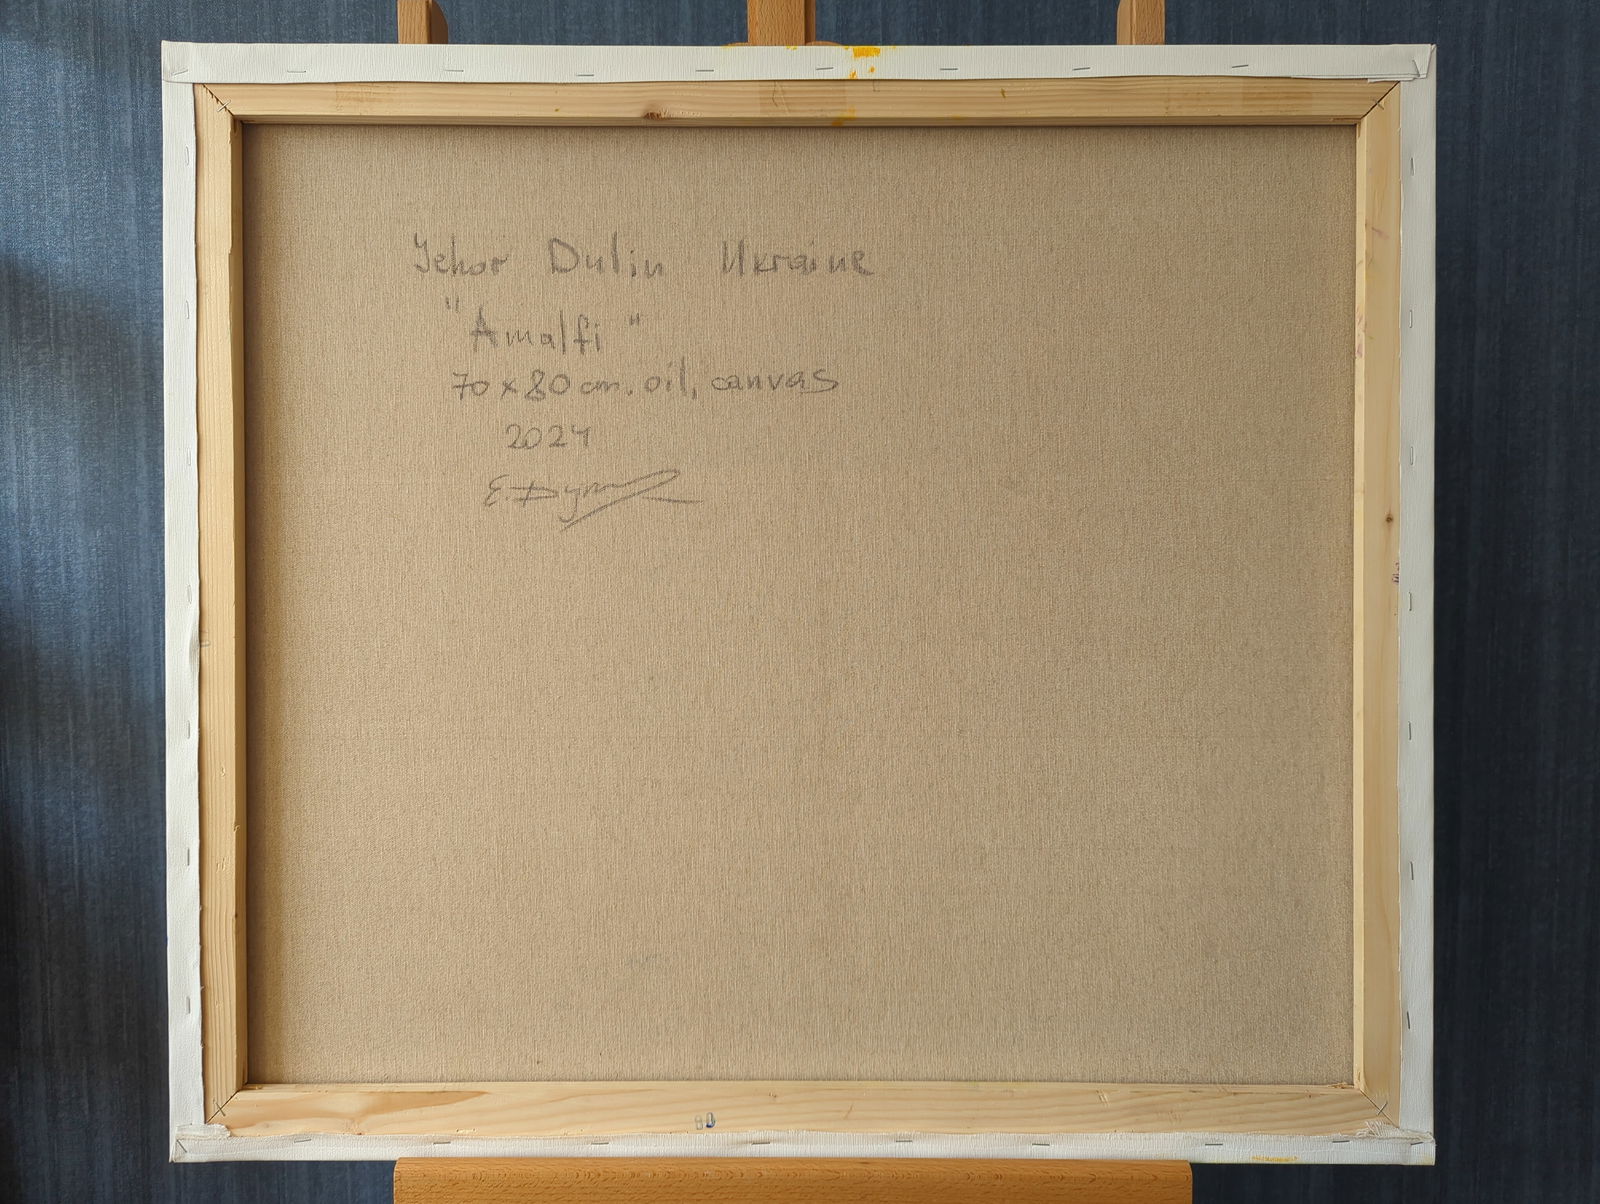 Yehor Dulin Ukraine
"Amalfi"
70 x 80 cm. oil, canvas
2024